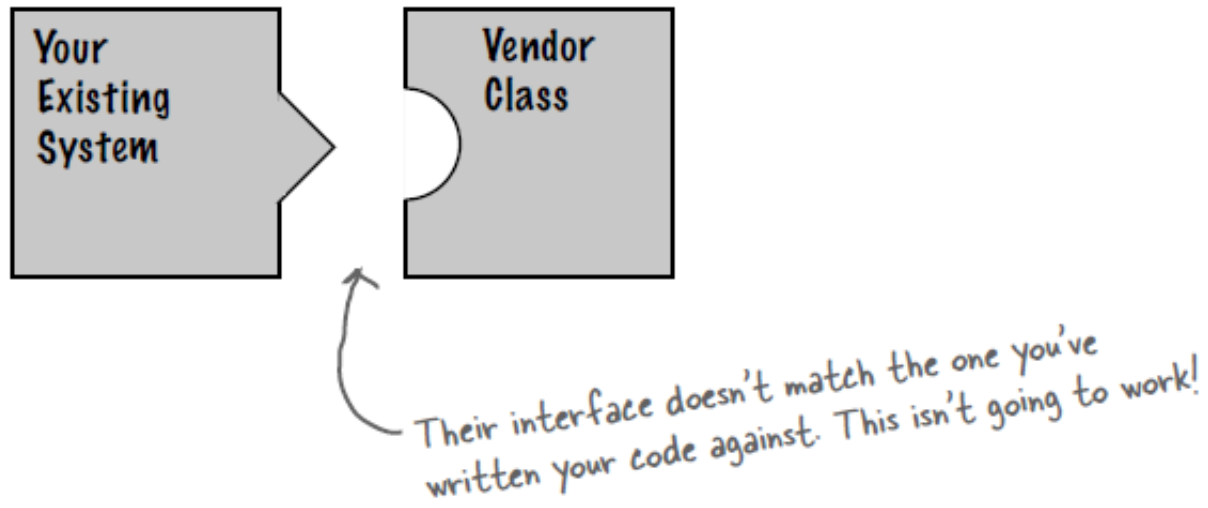 Your
Existing
System
Vendor
Class
Their interface doesn't match the one you've
written your code against. This isn't going to work!